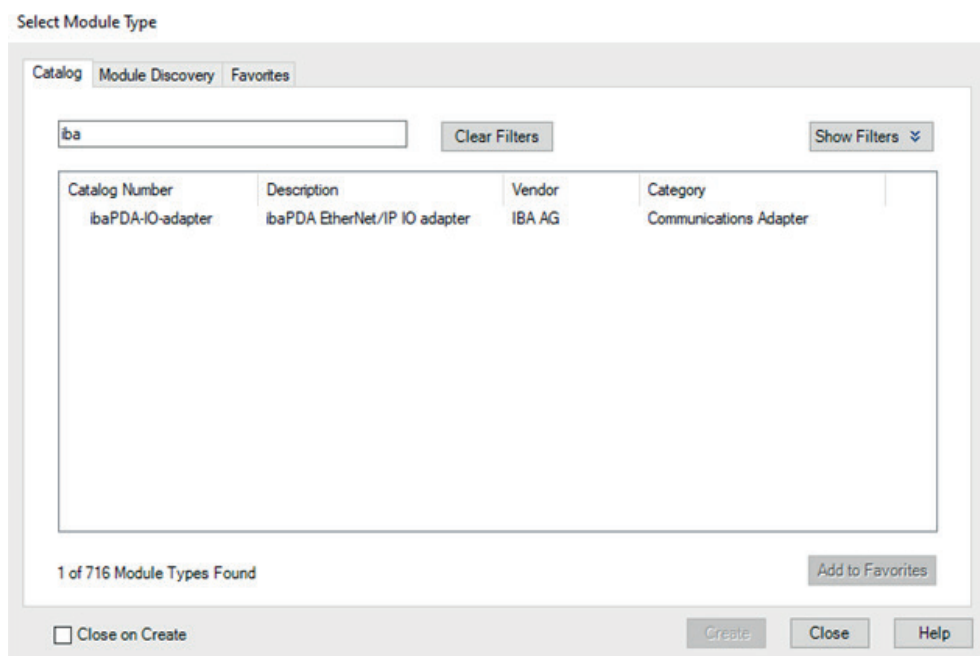 Select Module Type
Catalog Module Discovery Favorites
iba Clear Filters Show Filters
Catalog Number Description Vendor Category
ibaPDA-IO-adapter ibaPDA EtherNet/IP IO adapter IBA AG Communications Adapter
1 of 716 Module Types Found Add to Favorites
Close on Create Create Close Help